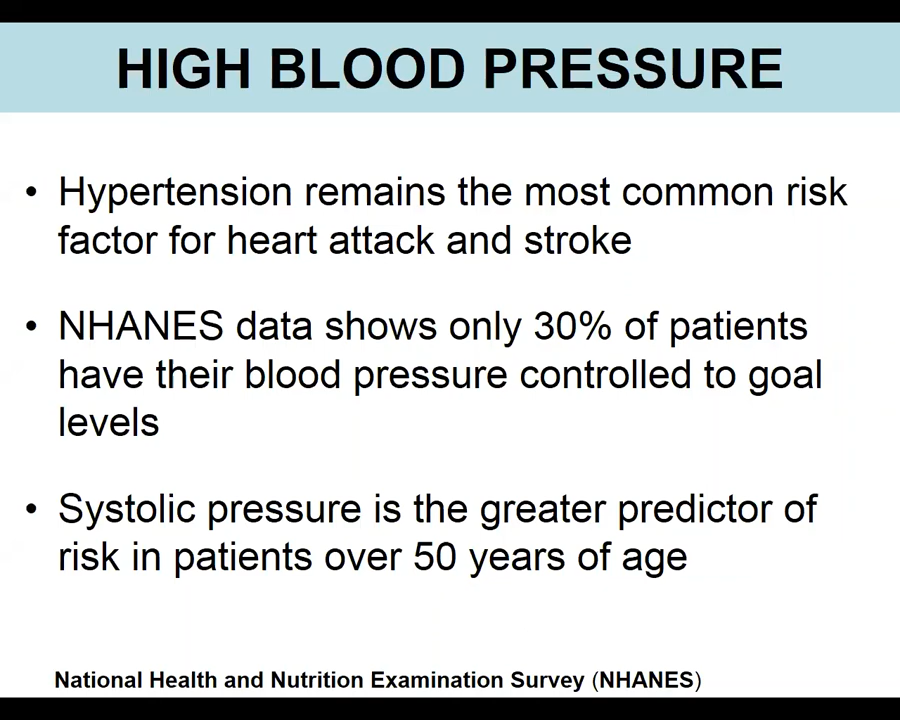 HIGH BLOOD PRESSURE
• Hypertension remains the most common risk
factor for heart attack and stroke
• NHANES data shows only 30% of patients
have their blood pressure controlled to goal
levels
• Systolic pressure is the greater predictor of
risk in patients over 50 years of age
National Health and Nutrition Examination Survey (NHANES)